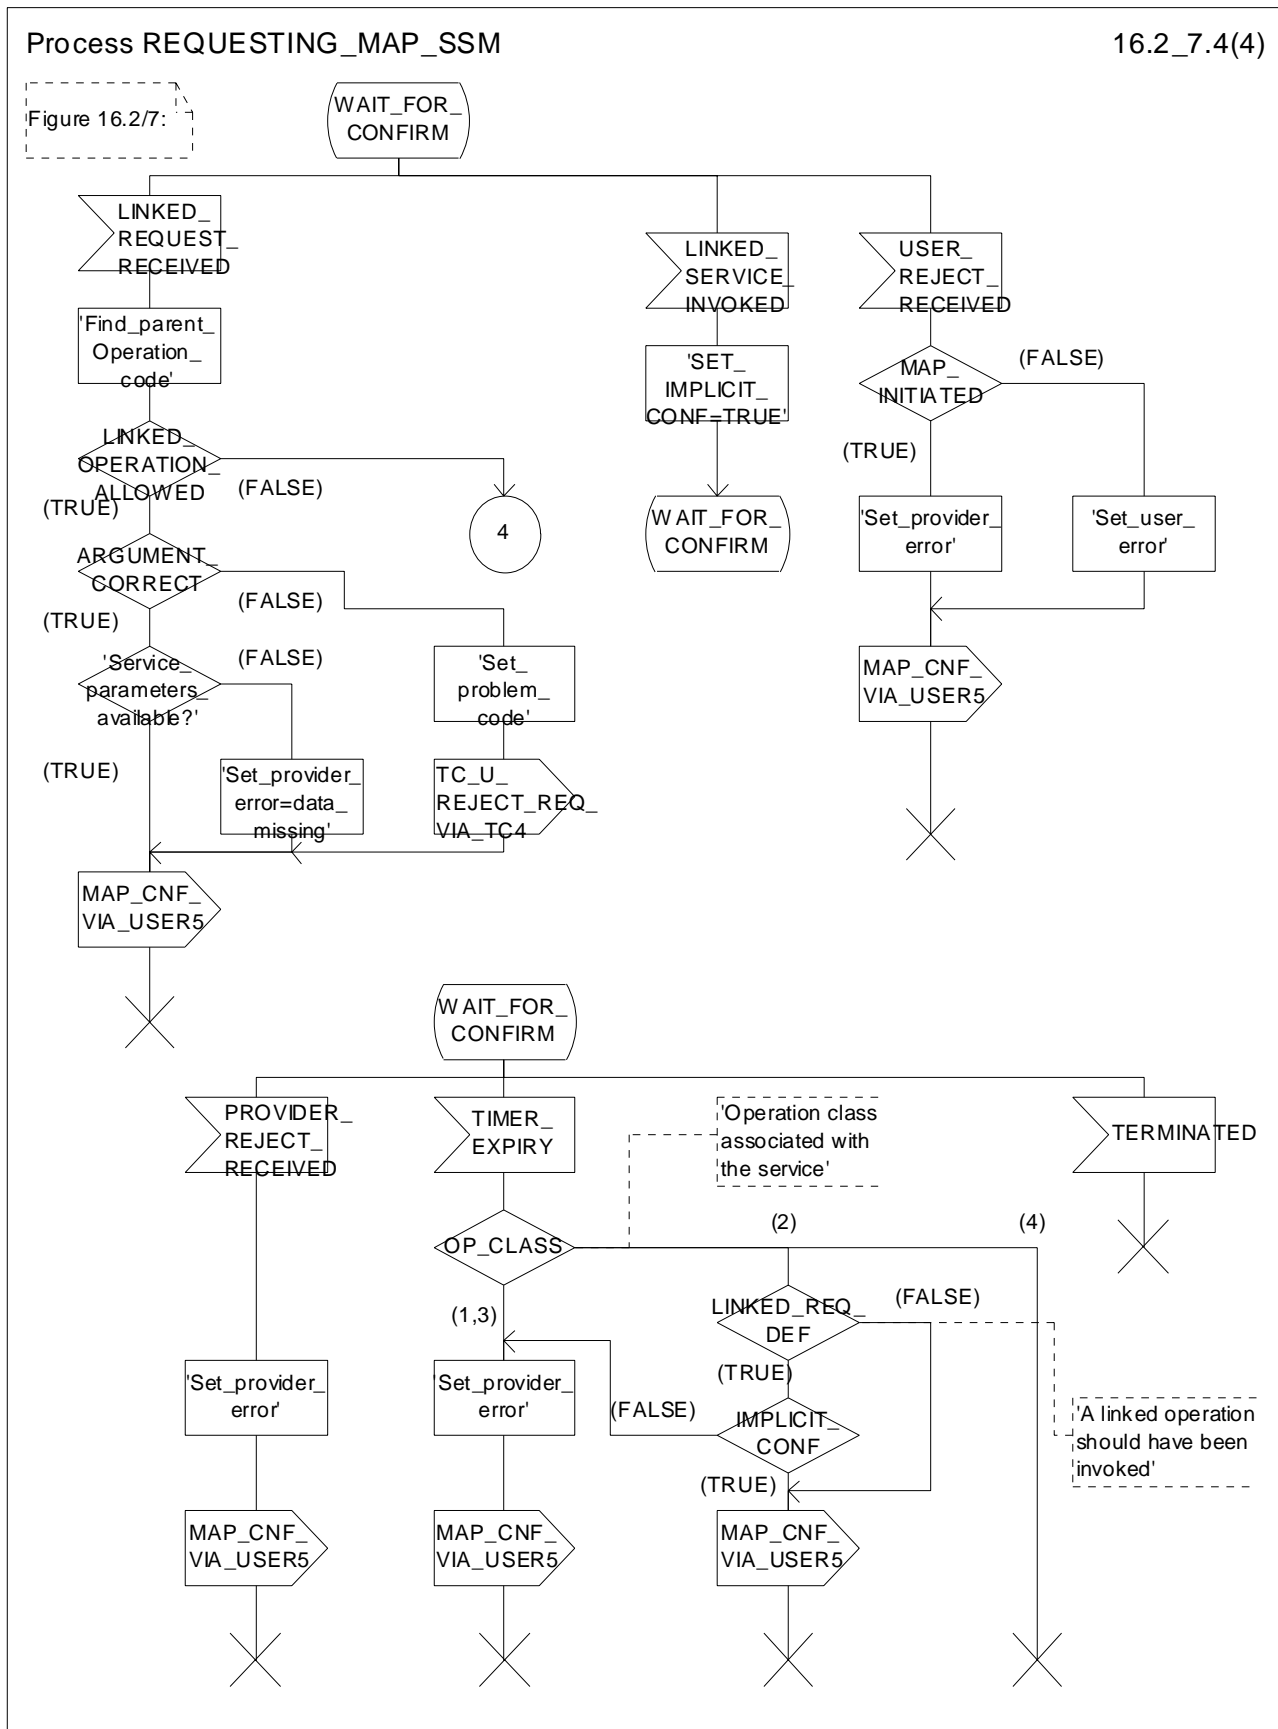 Process REQUESTING_MAP_SSM
16.2_7.4(4)
Figure 16.2/7:
WAIT_FOR_
CONFIRM
LINKED_
REQUEST_
RECEIVED
LINKED_
SERVICE_
INVOKED
USER_
REJECT_
RECEIVED
'Find_parent_
Operation_
code'
'SET_
IMPLICIT_
CONF=TRUE'
MAP_
INITIATED
(FALSE)
(TRUE)
LINKED_
OPERATION_
ALLOWED
(FALSE)
(TRUE)
4
WAIT_FOR_
CONFIRM
'Set_provider_
error'
'Set_user_
error'
ARGUMENT_
CORRECT
(FALSE)
(TRUE)
'Service_
parameters_
available?'
(FALSE)
(TRUE)
'Set_
problem_
code'
MAP_CNF_
VIA_USER5
'Set_provider_
error=data_
missing'
TC_U_
REJECT_REQ_
VIA_TC4
MAP_CNF_
VIA_USER5
WAIT_FOR_
CONFIRM
PROVIDER_
REJECT_
RECEIVED
TIMER_
EXPIRY
'Operation class
associated with
the service'
TERMINATED
OP_CLASS
(2)
(4)
(1,3)
LINKED_REQ_
DEF
(FALSE)
(TRUE)
'Set_provider_
error'
'Set_provider_
error'
(FALSE)
IMPLICIT_
CONF
(TRUE)
'A linked operation
should have been
invoked'
MAP_CNF_
VIA_USER5
MAP_CNF_
VIA_USER5
MAP_CNF_
VIA_USER5